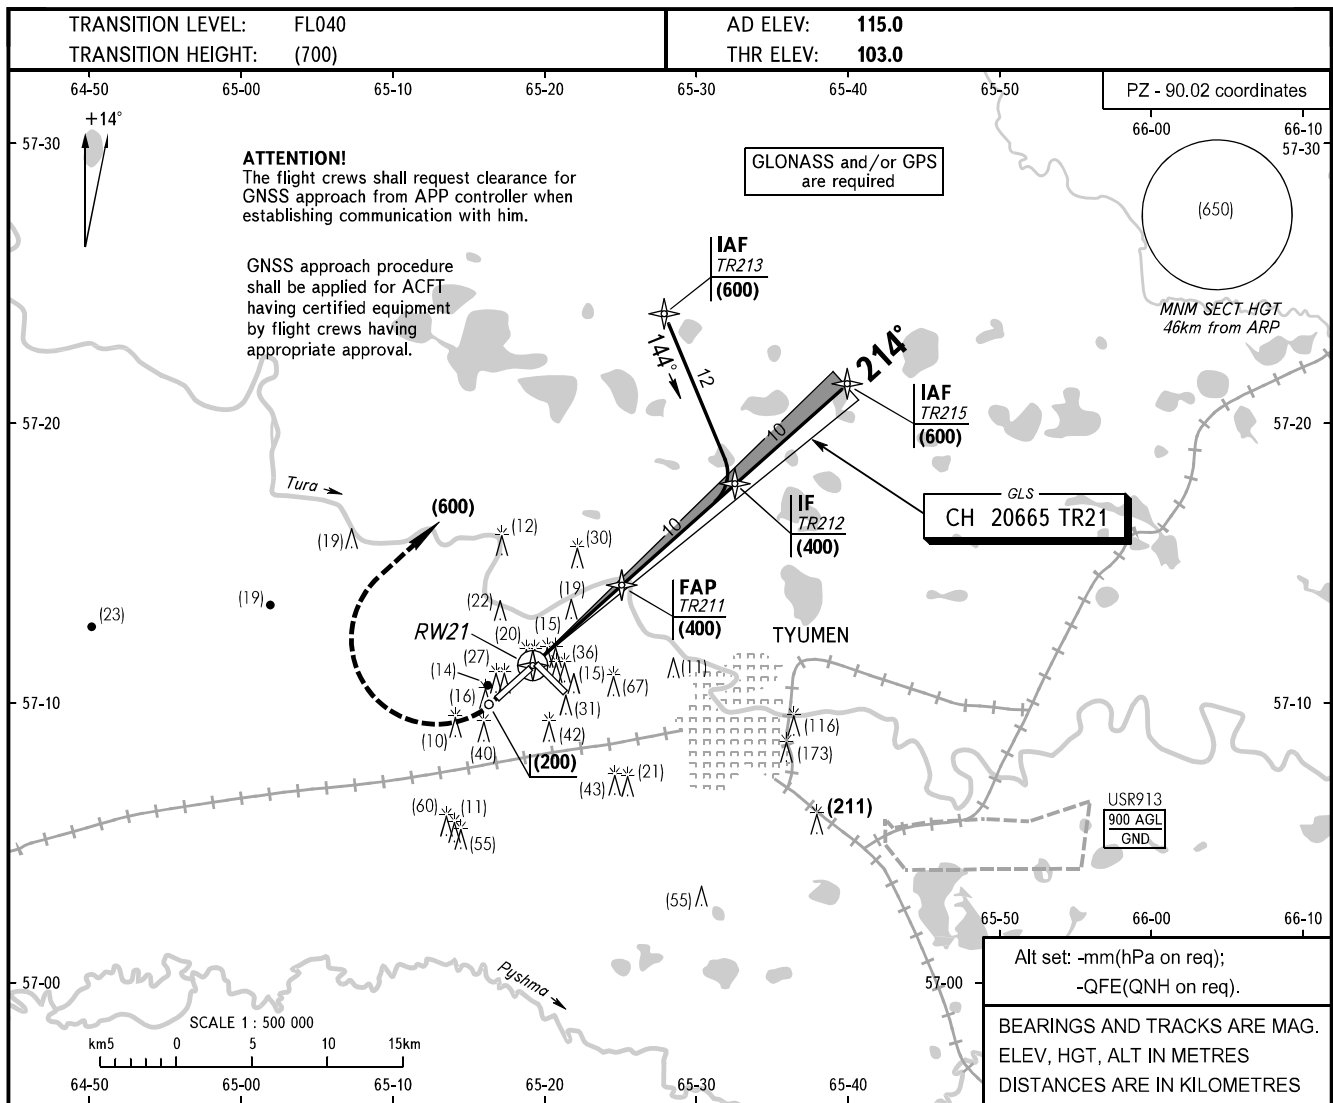 TRANSITION LEVEL: FL040
TRANSITION HEIGHT: (700)
AD ELEV: 115.0
THR ELEV: 103.0
64-50 65-00 65-10 65-20 65-30 65-40 65-50
PZ - 90.02 coordinates
66-00 66-10
57-30 57-30
+14°
ATTENTION!
The flight crews shall request clearance for
GNSS approach from APP controller when
establishing communication with him.
GLONASS and/or GPS
are required
(650)
MNM SECT HGT
46km from ARP
GNSS approach procedure
shall be applied for ACFT
having certified equipment
by flight crews having
appropriate approval.
IAF
TR213
(600)
144°
12
214°
IAF
TR215
(600)
57-20 57-20
10
Tura
(600)
(12)
(19)
(30)
10
IF
TR212
(400)
GLS
CH 20665 TR21
(23)
(19)
(22)
(19)
FAP
TR211
(400)
RW21
(20)
(15)
(36)
TYUMEN
(27)
(14)
(16)
(15)
(67)
(11)
57-10 57-10
(10)
(40)
(31)
(42)
(116)
(173)
(200)
(43)
(21)
(60)
(11)
(55)
(211)
USR913
900 AGL
GND
(55)
65-50 66-00 66-10
57-00 57-00
Pyshma
Alt set: -mm(hPa on req);
-QFE(QNH on req).
SCALE 1 : 500 000
km5 0 5 10 15km
BEARINGS AND TRACKS ARE MAG.
ELEV, HGT, ALT IN METRES
DISTANCES ARE IN KILOMETRES
64-50 65-00 65-10 65-20 65-30 65-40